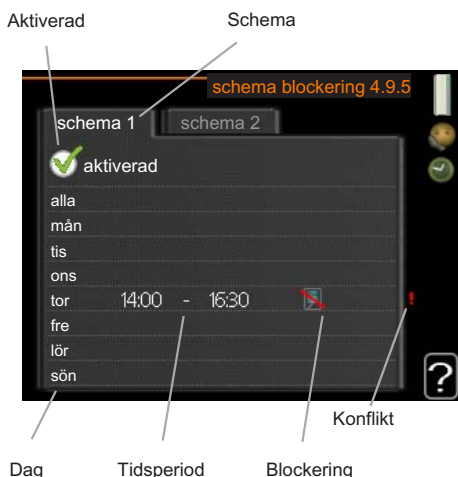 Aktiverad Schema
schema blockering 4.9.5
schema 1 schema 2
aktiverad
alla
mån
tis
ons
tor 14:00 - 16:30 !
fre
lör
sön
?
Konflikt
Dag Tidsperiod Blockering